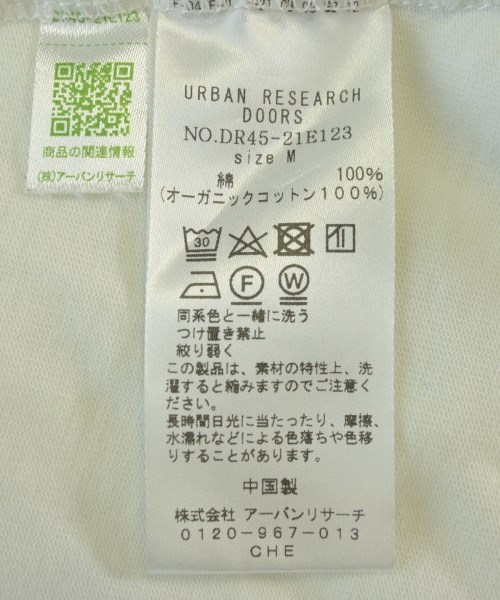 -21E123
商品の関連情報
(株)アーバンリサーチ
URBAN RESEARCH
DOORS
NO.DR45-21E123
size M
綿 100%
(オーガニックコットン100%)
30
F
W
同系色と一緒に洗う
つけ置き禁止
絞り弱く
この製品は、素材の特性上、洗
濯すると縮みますのでご注意く
ださい。
長時間日光に当たったり、摩擦、
水濡れなどによる色落ちや色移
りすることがあります。
中国製
株式会社 アーバンリサーチ
0120-967-013
CHE